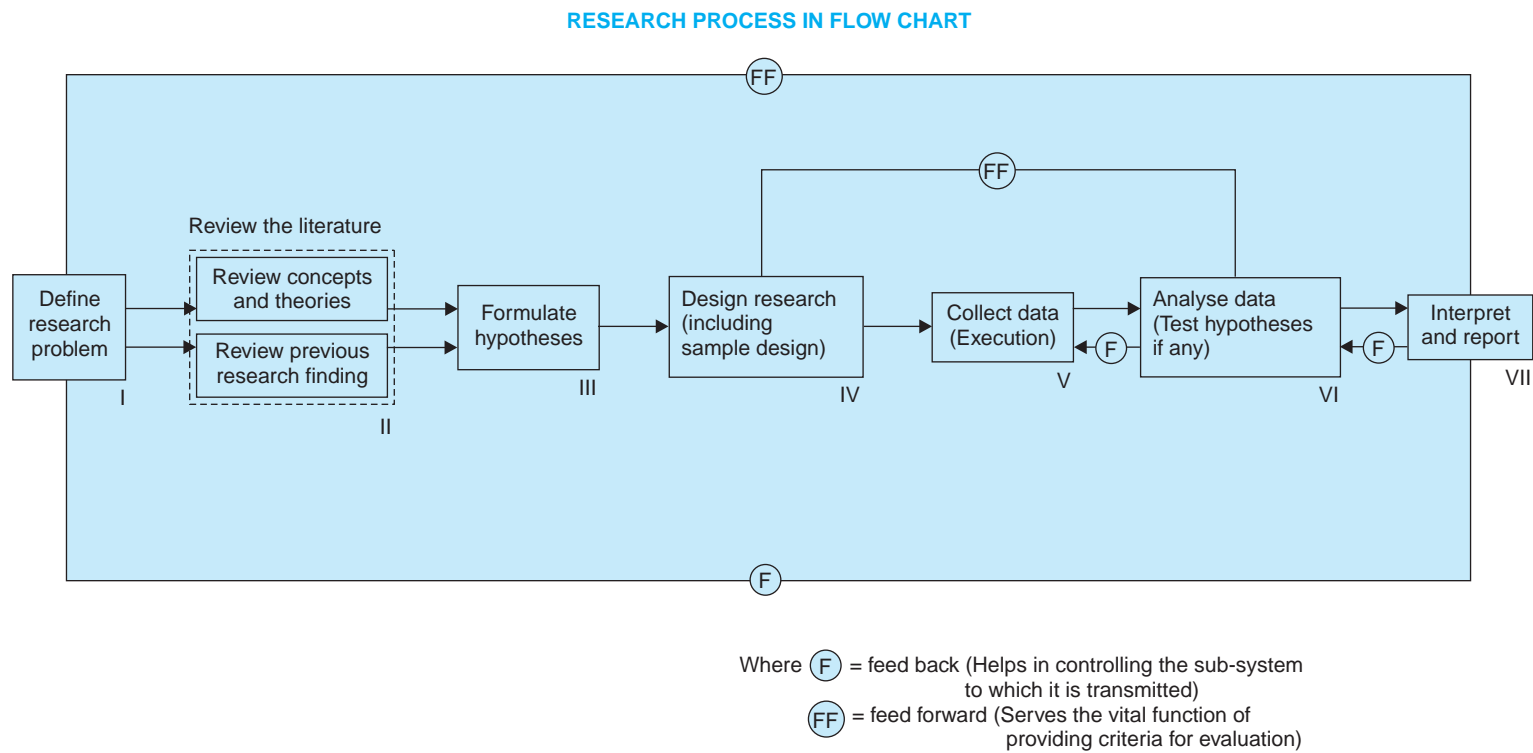 RESEARCH PROCESS IN FLOW CHART
FF
FF
Review the literature
Review concepts
and theories
Review previous
research finding
II
Define
research
problem
I
Formulate
hypotheses
III
Design research
(including
sample design)
IV
Collect data
(Execution)
V
F
Analyse data
(Test hypotheses
if any)
VI
F
Interpret
and report
VII
F
Where F = feed back (Helps in controlling the sub-system
to which it is transmitted)
FF = feed forward (Serves the vital function of
providing criteria for evaluation)